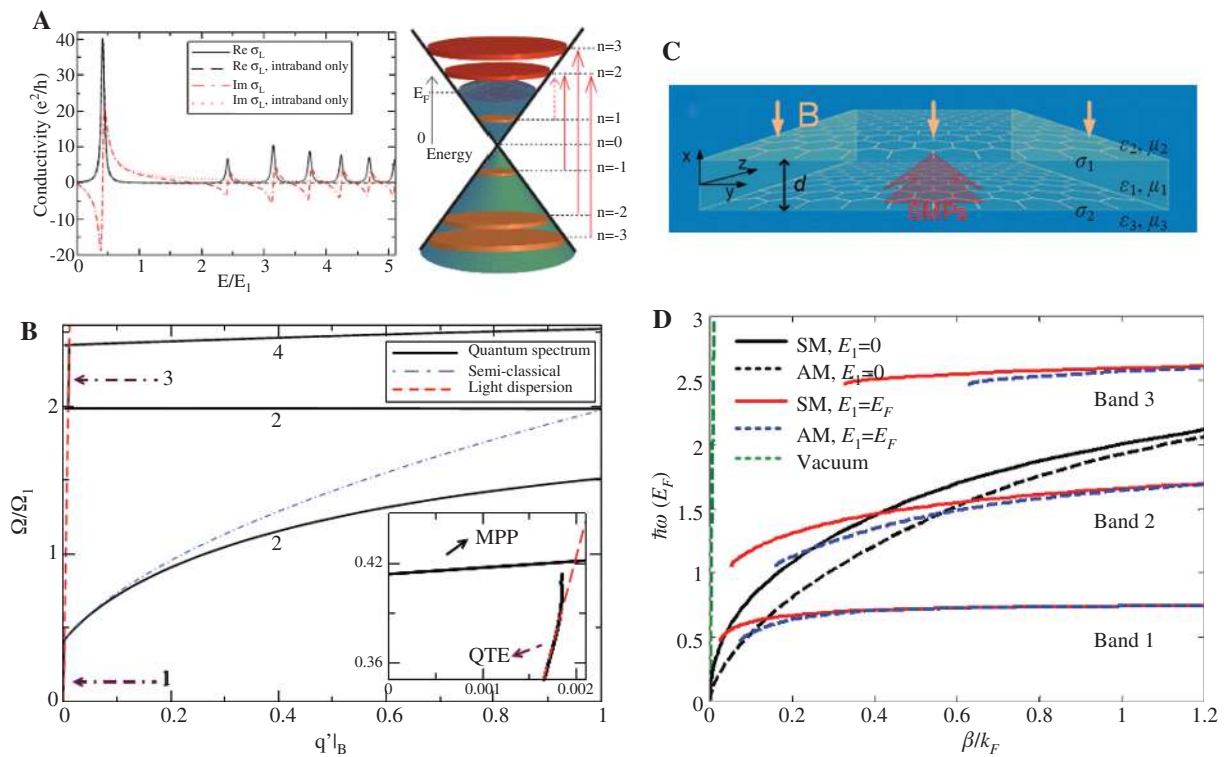 A
40
30
20
10
0
-10
-20
Conductivity (e²/h)
Re σL
Re σL, intraband only
Im σL
Im σL, intraband only
0 1 2 3 4 5
E/E₁
EF
0
Energy
n=3
n=2
n=1
n=0
n=-1
n=-2
n=-3
C
B
x
z
y
d
SMPs
σ₁
σ₂
ε₂, μ₂
ε₁, μ₁
ε₃, μ₃
B
Ω/Ω₁
2
1
0
4
3
2
2
1
Quantum spectrum
Semi-classical
Light dispersion
MPP
0.42
QTE
0.36
0 0.001 0.002
0 0.2 0.4 0.6 0.8 1
q'lB
D
3
2.5
2
1.5
1
0.5
0
ħω (EF)
SM, E₁=0
AM, E₁=0
SM, E₁=EF
AM, E₁=EF
Vacuum
Band 3
Band 2
Band 1
0 0.2 0.4 0.6 0.8 1 1.2
β/kF